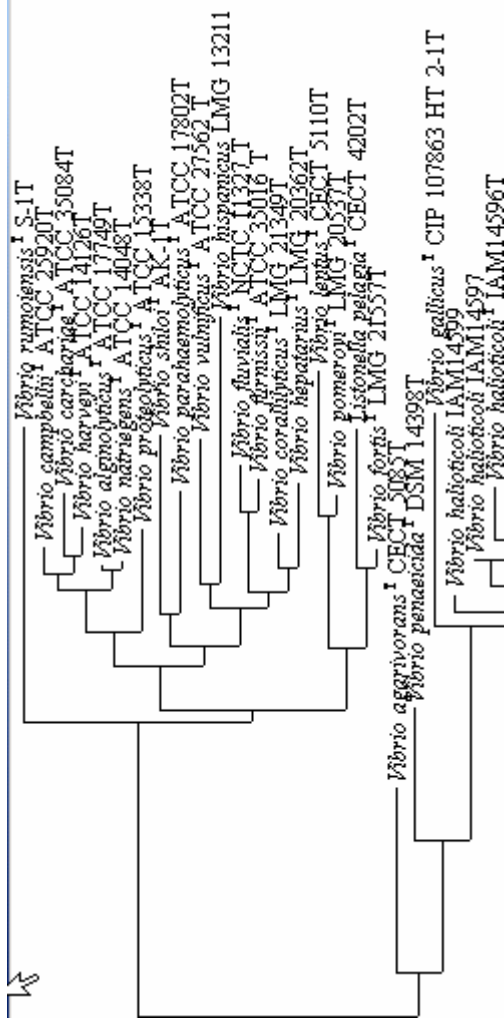 Vibrio rumoiensis T S-1T
Vibrio campbellii T ATCC 25920T
Vibrio carchariae T ATCC 35084T
Vibrio harveyi T ATCC 14126T
Vibrio alginolyticus T ATCC 17749T
Vibrio natriegens T ATCC 14048T
Vibrio proteolyticus T ATCC 15338T
Vibrio shiloi T AK-1T
Vibrio parahaemolyticus T ATCC 17802T
Vibrio vulnificus T ATCC 27562 T
Vibrio hispanicus LMG 13211
Vibrio fluvialis T NCTC 11327 T
Vibrio furnissii T ATCC 35016 T
Vibrio corallilyticus T LMG 21349T
Vibrio hepatarius T LMG 20362T
Vibrio lentus T CECT 5110T
Vibrio pomeroyi T LMG 20537T
Listonella pelagia T CECT 4202T
Vibrio fortis T LMG 21557T
Vibrio agarivorans T CECT 5085T
Vibrio penaeicida T DSM 14398T
Vibrio gallicus T CIP 107863 HT 2-1T
Vibrio halioticoli IAM14599
Vibrio halioticoli IAM14597
Vibrio halioticoli T IAM14596T